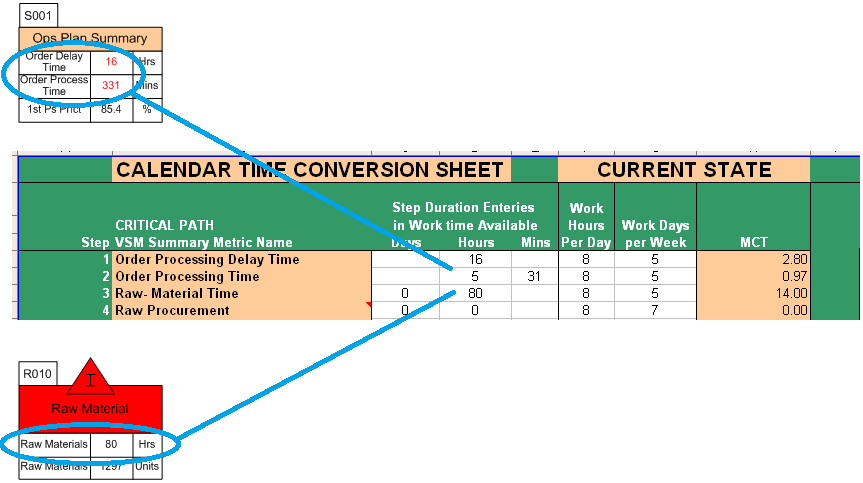 S001
Ops Plan Summary
Order Delay Time 16 Hrs
Order Process Time 331 Mins
1st Ps Prfct 85.4 %
CALENDAR TIME CONVERSION SHEET CURRENT STATE
Step Duration Enteries in Work time Available
Work Hours Per Day
Work Days per Week
CRITICAL PATH
Step VSM Summary Metric Name Days Hours Mins MCT
1 Order Processing Delay Time 16 8 5 2.80
2 Order Processing Time 5 31 8 5 0.97
3 Raw- Material Time 0 80 8 5 14.00
4 Raw Procurement 0 0 8 7 0.00
R010
I
Raw Material
Raw Materials 80 Hrs
Raw Materials 1297 Units